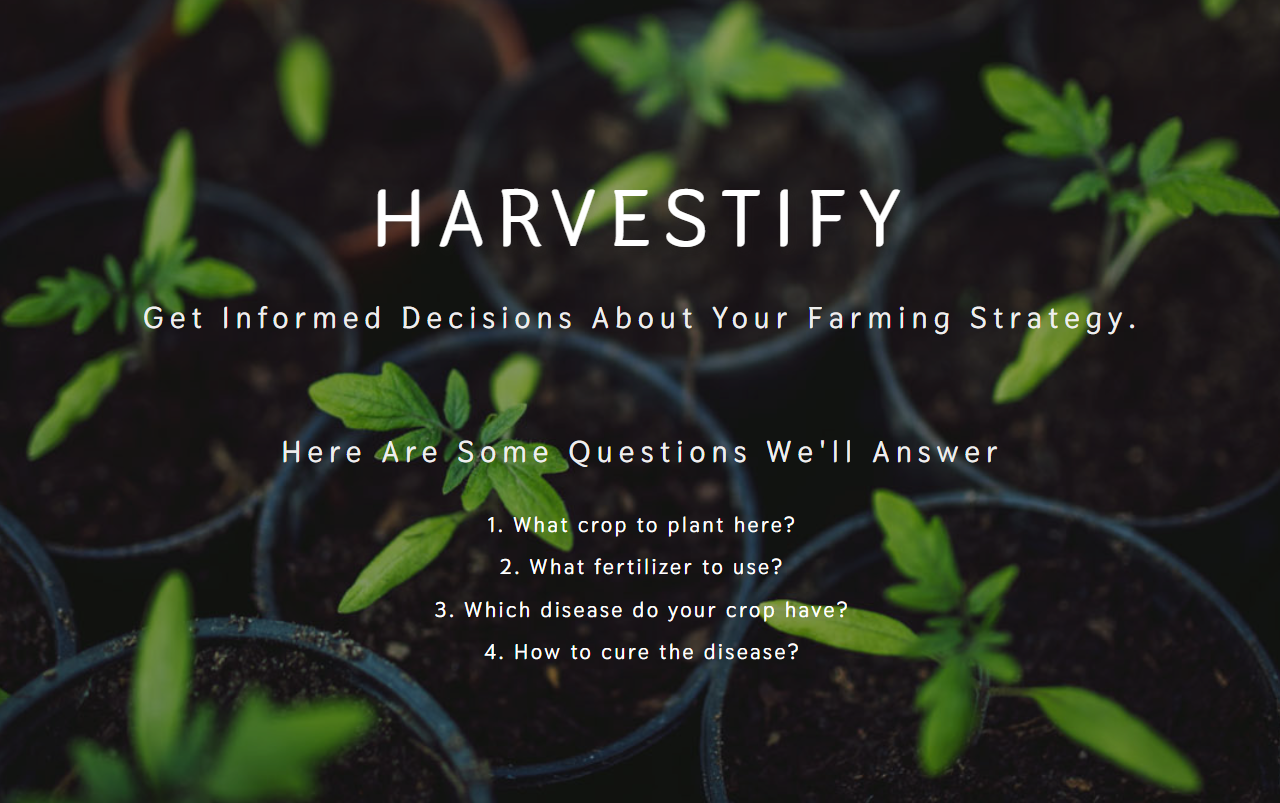 HARVESTIFY
Get Informed Decisions About Your Farming Strategy.
Here Are Some Questions We'll Answer
1. What crop to plant here?
2. What fertilizer to use?
3. Which disease do your crop have?
4. How to cure the disease?